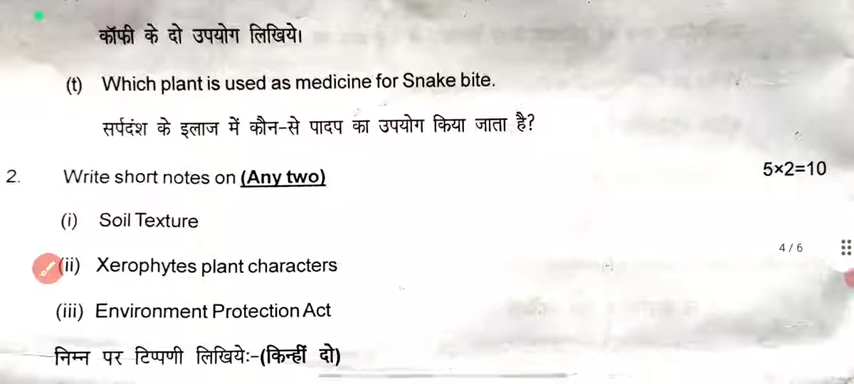 कॉफी के दो उपयोग लिखिये।
(t) Which plant is used as medicine for Snake bite.
सर्पदंश के इलाज में कौन-से पादप का उपयोग किया जाता है?
2. Write short notes on (Any two) 5×2=10
(i) Soil Texture
4 / 6
(ii) Xerophytes plant characters
(iii) Environment Protection Act
निम्न पर टिप्पणी लिखिये:-(किन्हीं दो)